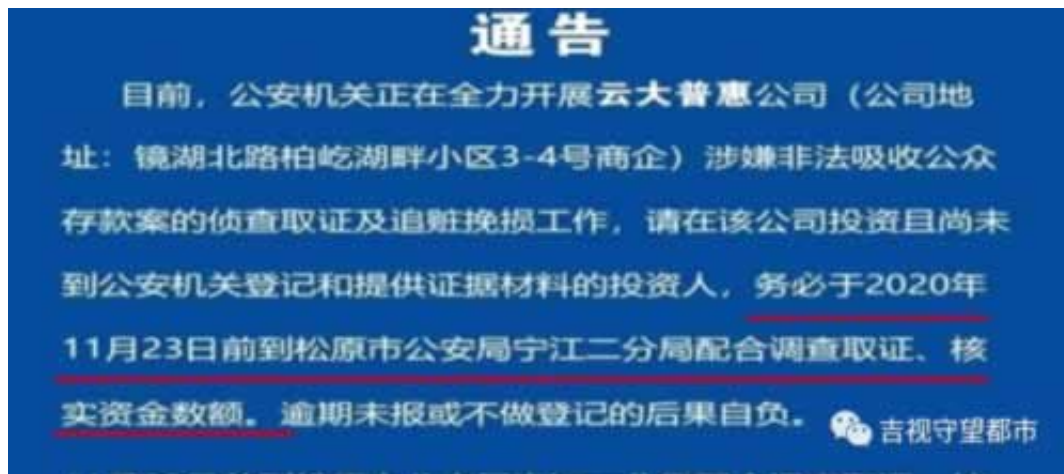 通告
目前，公安机关正在全力开展云大普惠公司（公司地
址：镜湖北路柏屹湖畔小区3-4号商企）涉嫌非法吸收公众
存款案的侦查取证及追赃挽损工作，请在该公司投资且尚未
到公安机关登记和提供证据材料的投资人，务必于2020年
11月23日前到松原市公安局宁江二分局配合调查取证、核
实资金数额。逾期未报或不做登记的后果自负。
吉视守望都市